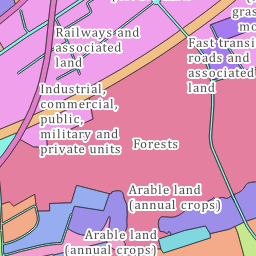 Railways and
associated
land
Fast transi
roads and
associated
land
gras
mo
Industrial,
commercial,
public,
military and
private units
Forests
Arable land
(annual crops)
Arable land
(annual crops)